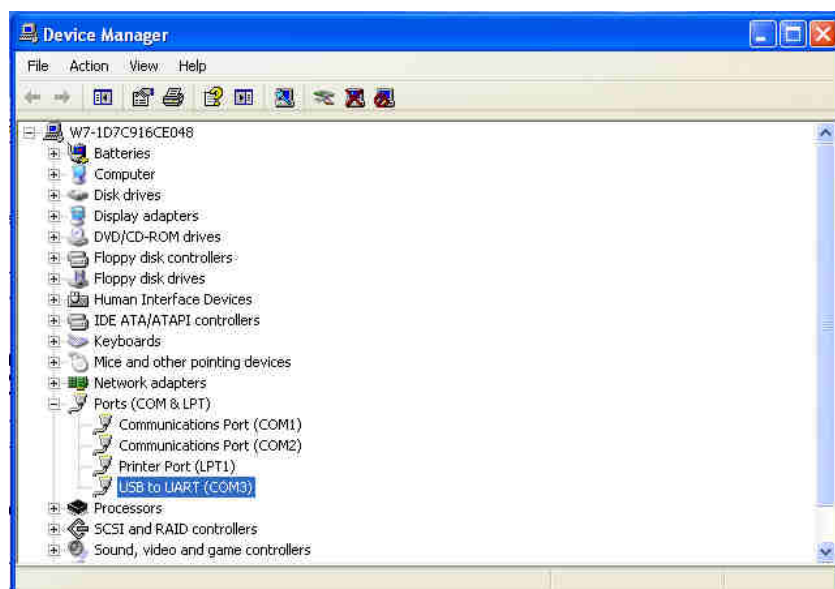 Device Manager
File Action View Help
W7-1D7C916CE048
Batteries
Computer
Disk drives
Display adapters
DVD/CD-ROM drives
Floppy disk controllers
Floppy disk drives
Human Interface Devices
IDE ATA/ATAPI controllers
Keyboards
Mice and other pointing devices
Network adapters
Ports (COM & LPT)
Communications Port (COM1)
Communications Port (COM2)
Printer Port (LPT1)
USB to UART (COM3)
Processors
SCSI and RAID controllers
Sound, video and game controllers